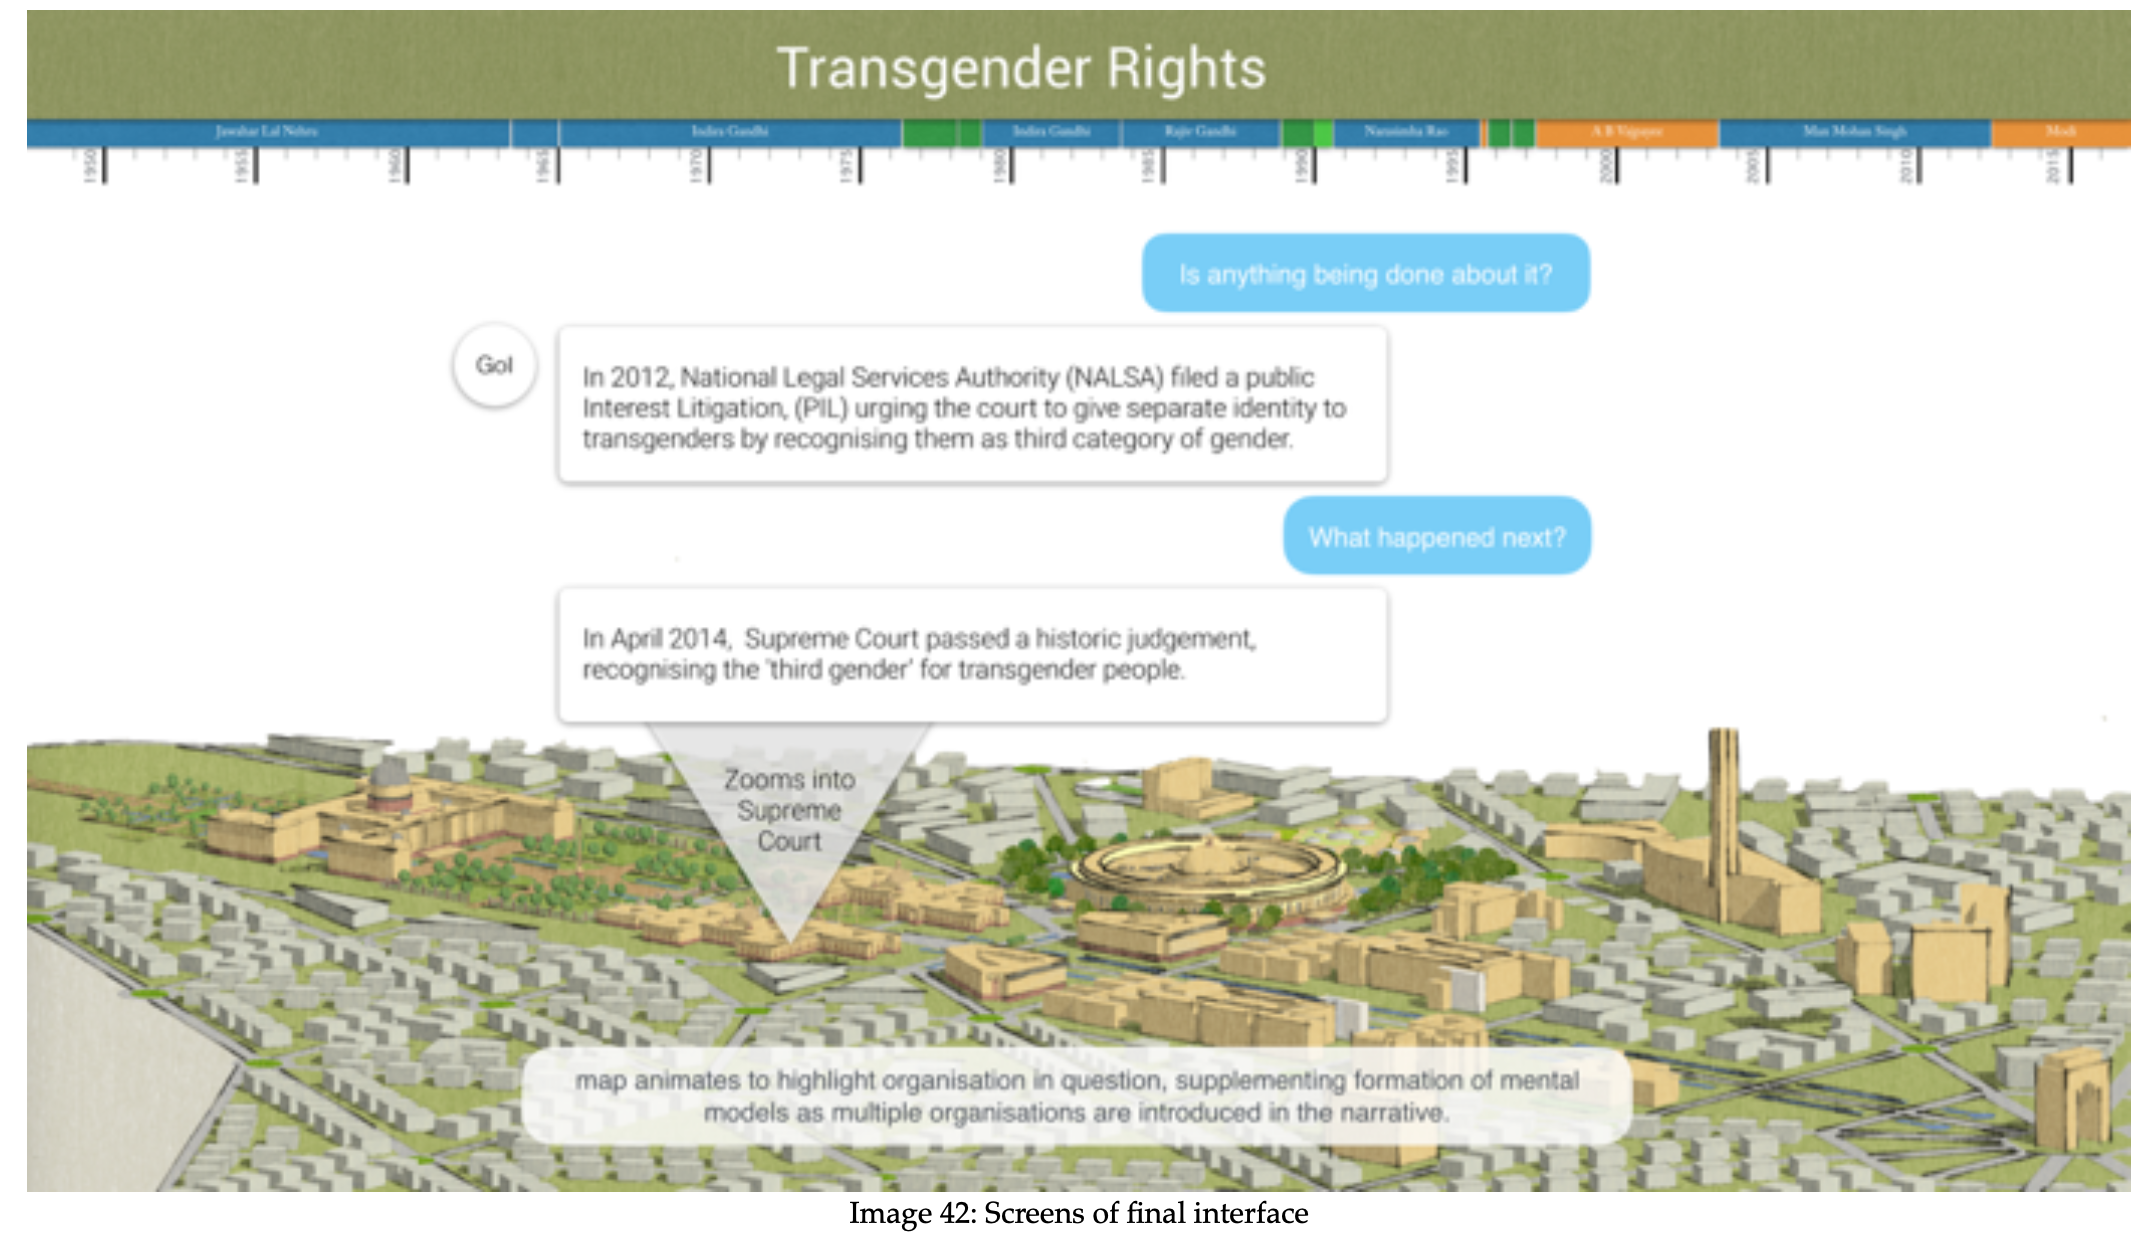 Transgender Rights
Jawahar Lal Nehru Indira Gandhi Indira Gandhi Rajiv Gandhi Narasimha Rao A B Vajpayee Man Mohan Singh Modi
1950 1955 1960 1965 1970 1975 1980 1985 1990 1995 2000 2005 2010 2015
Is anything being done about it?
GoI
In 2012, National Legal Services Authority (NALSA) filed a public
Interest Litigation, (PIL) urging the court to give separate identity to
transgenders by recognising them as third category of gender.
What happened next?
In April 2014, Supreme Court passed a historic judgement,
recognising the 'third gender' for transgender people.
Zooms into
Supreme
Court
map animates to highlight organisation in question, supplementing formation of mental
models as multiple organisations are introduced in the narrative.
Image 42: Screens of final interface